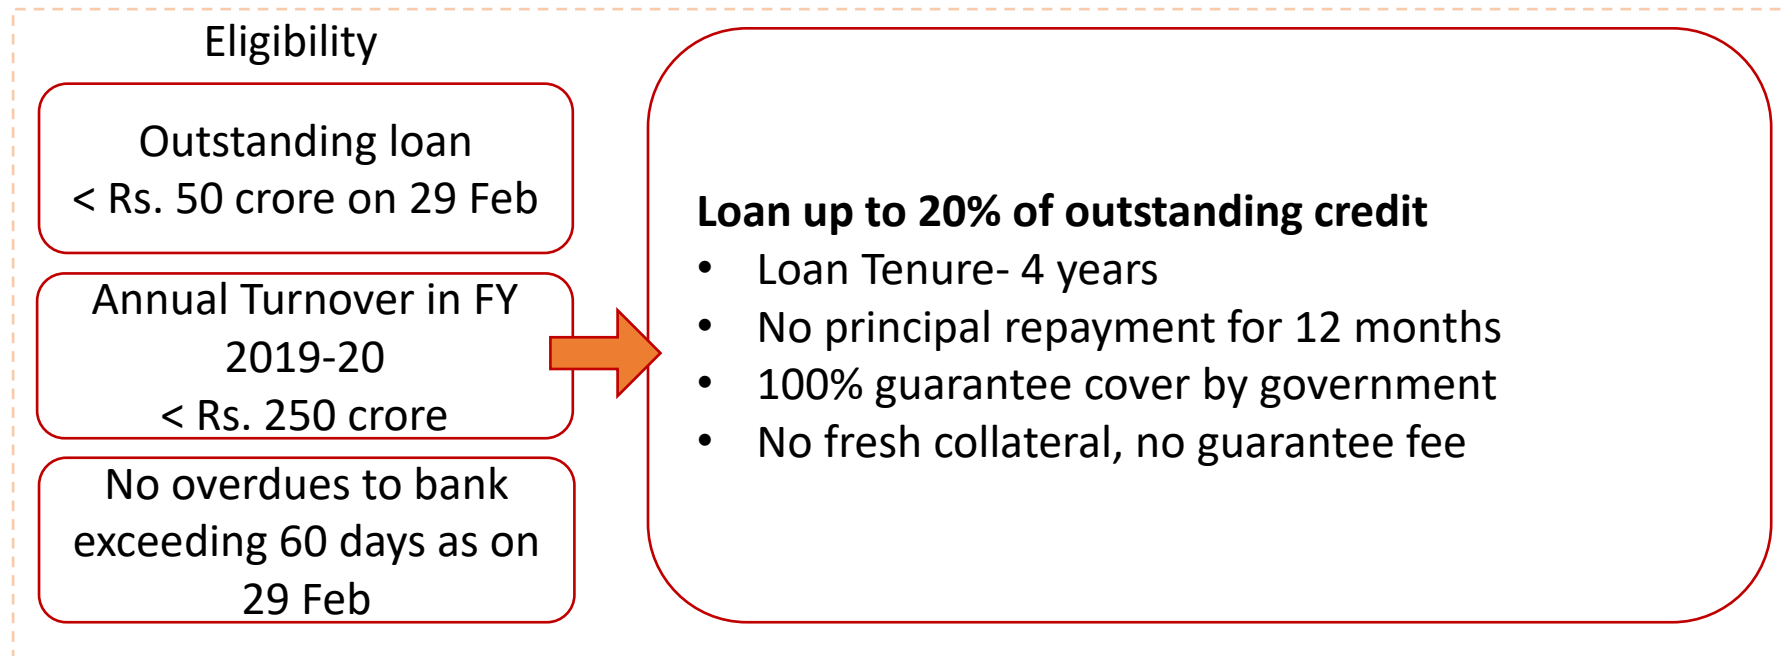 Eligibility
Outstanding loan
< Rs. 50 crore on 29 Feb
Annual Turnover in FY
2019-20
< Rs. 250 crore
No overdues to bank
exceeding 60 days as on
29 Feb
Loan up to 20% of outstanding credit
• Loan Tenure- 4 years
• No principal repayment for 12 months
• 100% guarantee cover by government
• No fresh collateral, no guarantee fee